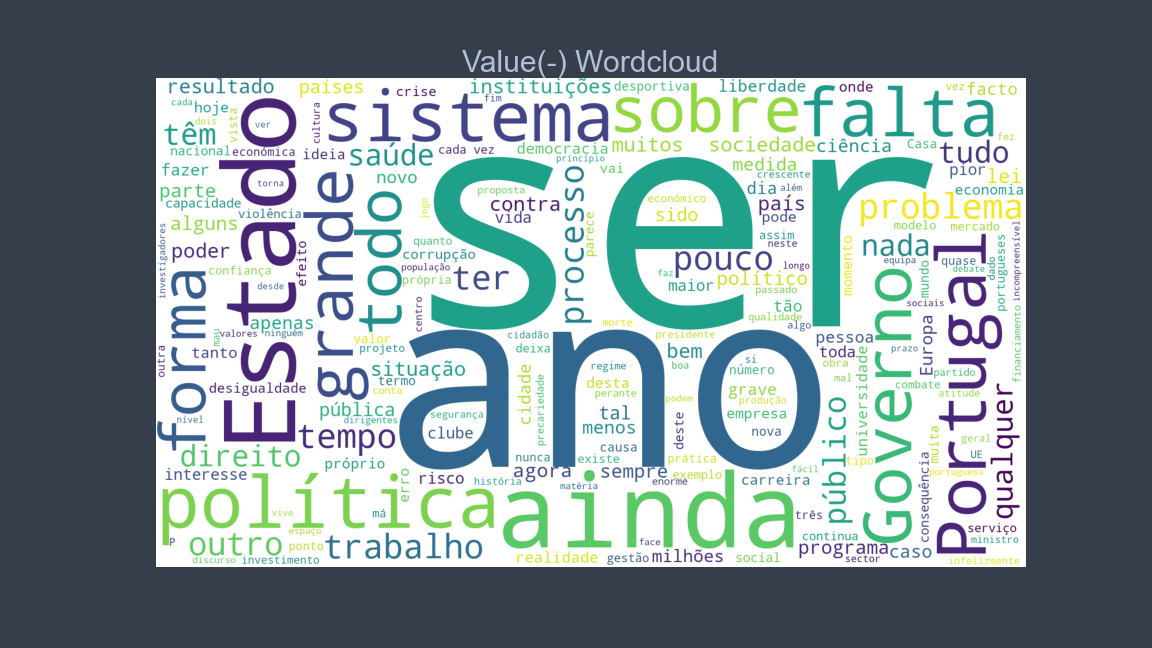 Value(-) Wordcloud
resultado
países
crise
instituições
desportiva
liberdade
onde
vez
facto
cada
hoje
vista
cultura
sistema
fim
sobre
falta
fez
dois
têm
ver
nacional
económica
ideia
saúde
cada vez
democracia
muitos
sociedade
ciência
Casa
tudo
fazer
torna
novo
princípio
vai
medida
pior
lei
parte
Estado
grande
todo
proposta
contra
processo
ser
económico
crescente
dia
além
país
economia
capacidade
violência
alguns
jogo
vida
parece
sido
pode
problema
investigadores
poder
efeito
quanto
corrupção
assim
neste
modelo
mercado
nada
portugueses
incompreensível
confiança
população
própria
ter
faz
pouco
político
maior
longo
momento
equipa
mundo
quase
debate
dado
desde
forma
centro
passado
tão
sociais
apenas
valores
ninguém
mau
valor
morte
qualidade
algo
Governo
Europa
Portugal
financiamento
outra
tanto
projeto
cidadão
deixa
presidente
bem
boa
pessoa
toda
prazo
ano
situação
termo
regime
si
número
obra
mal
universidade
partido
combate
atitude
desigualdade
conta
cidade
precariedade
desta
perante
grave
podem
produção
nível
pública
dirigentes
segurança
tal
menos
empresa
deste
nova
público
muita
geral
qualquer
tempo
clube
causa
direito
próprio
nunca
existe
prática
fácil
tipo
UE
portuguesa
interesse
erro
risco
história
agora
matéria
sempre
enorme
exemplo
carreira
consequência
política
vive
má
ainda
três
serviço
P
outro
espaço
ponto
trabalho
face
continua
programa
caso
ministro
discurso
investimento
realidade
gestão
milhões
social
sector
infelizmente